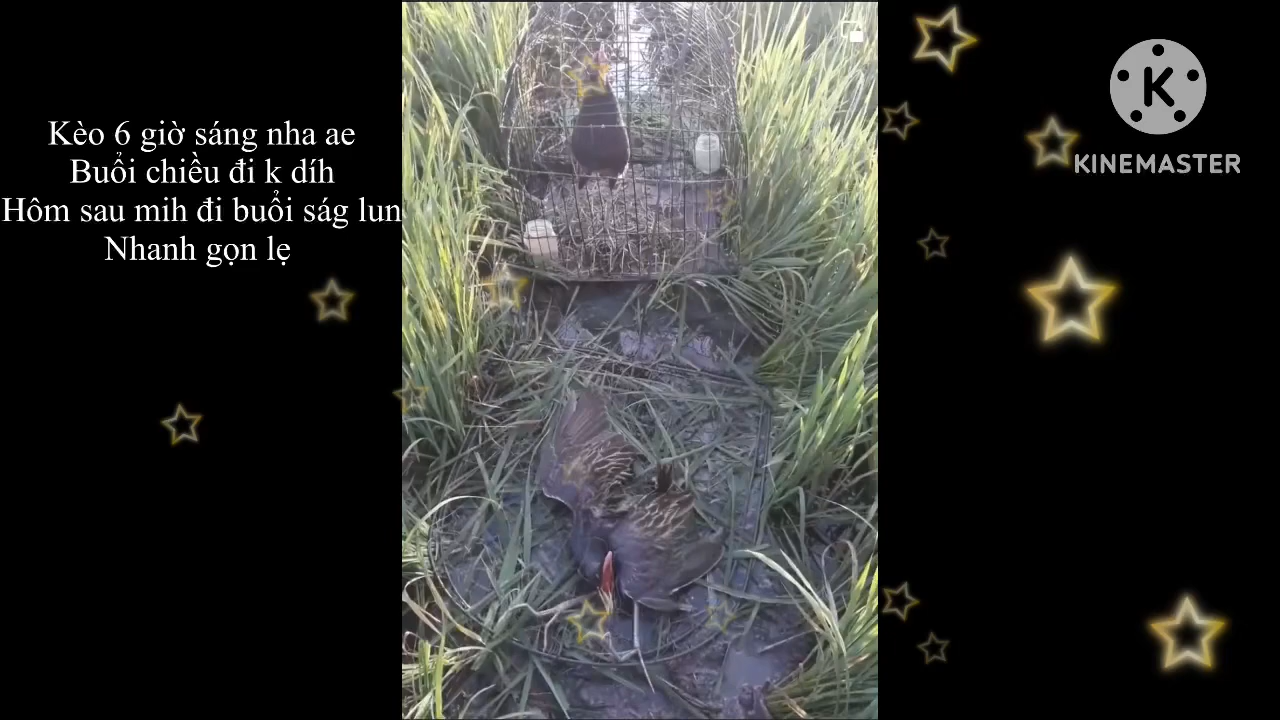 Kèo 6 giờ sáng nha ae
Buổi chiều đi k díh
Hôm sau mih đi buổi ság lun
Nhanh gọn lẹ
K
KINEMASTER